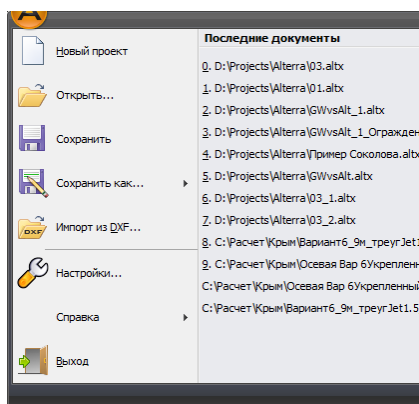 A
Новый проект
Открыть...
Сохранить
Сохранить как...
Импорт из DXF...
DXF
Настройки...
Справка
Выход
Последние документы
0. D:\Projects\Alterra\03.altx
1. D:\Projects\Alterra\01.altx
2. D:\Projects\Alterra\GWvsAlt_1.altx
3. D:\Projects\Alterra\GWvsAlt_1_Огражден
4. D:\Projects\Alterra\Пример Соколова.altx
5. D:\Projects\Alterra\GWvsAlt.altx
6. D:\Projects\Alterra\03_1.altx
7. D:\Projects\Alterra\03_2.altx
8. C:\Расчет\Крым\Вариант6_9м_треугJet1
9. C:\Расчет\Крым\Осевая Вар 6Укреплен
C:\Расчет\Крым\Осевая Вар 6Укрепленный
C:\Расчет\Крым\Вариант6_9м_треугJet1.5